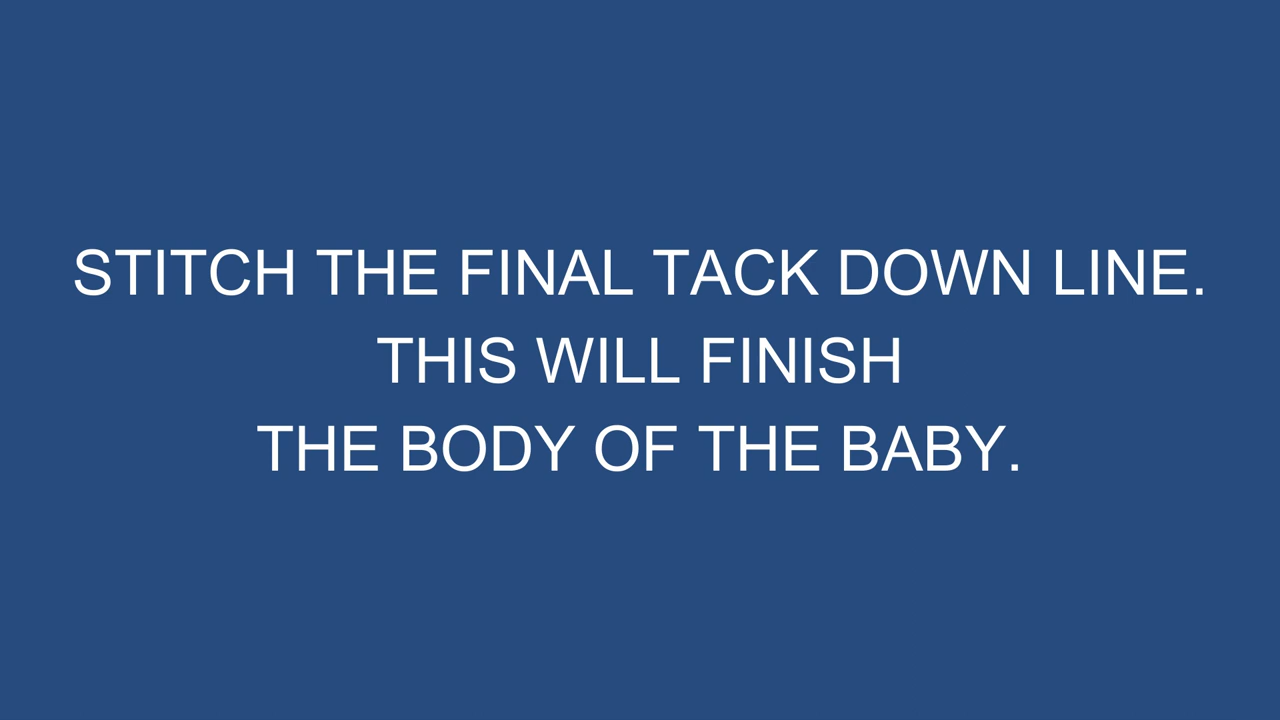 STITCH THE FINAL TACK DOWN LINE.
THIS WILL FINISH
THE BODY OF THE BABY.